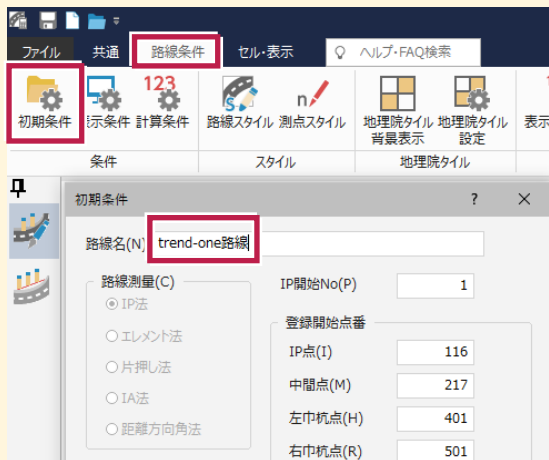 ファイル 共通 路線条件 セル・表示 ヘルプ・FAQ検索
初期条件 表示条件 計算条件 路線スタイル 測点スタイル 地理院タイル 背景表示 地理院タイル 設定 表示
123
S
n
条件 スタイル 地理院タイル
初期条件 ? ×
路線名(N) trend-one路線
路線測量(C) IP開始No(P) 1
IP法
エレメント法 登録開始点番
IP点(I) 116
片押し法
中間点(M) 217
IA法
左巾杭点(H) 401
距離方向角法
右巾杭点(R) 501